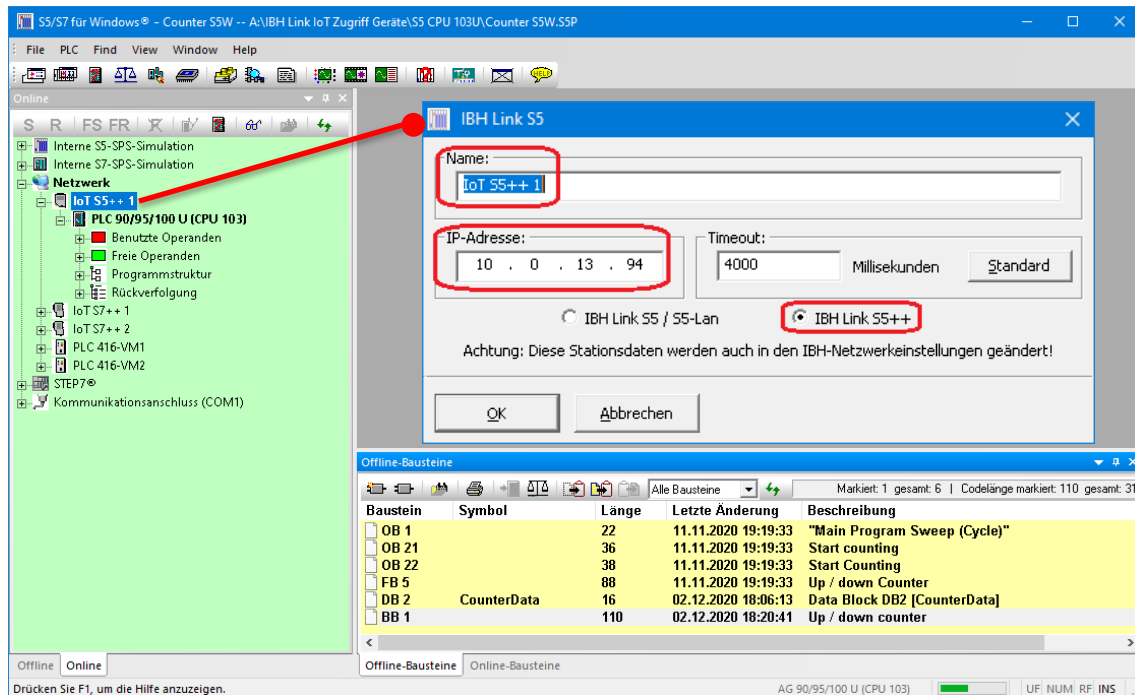 S5/S7 für Windows® - Counter S5W -- A:\IBH Link IoT Zugriff Geräte\S5 CPU 103U\Counter S5W.S5P
File PLC Find View Window Help
HELP
Online
S R FS FR
Interne S5-SPS-Simulation
Interne S7-SPS-Simulation
Netzwerk
IoT S5++ 1
PLC 90/95/100 U (CPU 103)
Benutzte Operanden
Freie Operanden
Programmstruktur
Rückverfolgung
IoT S7++ 1
IoT S7++ 2
PLC 416-VM1
PLC 416-VM2
STEP7®
Kommunikationsanschluss (COM1)
IBH Link S5
Name:
IoT S5++ 1
IP-Adresse:
10 . 0 . 13 . 94
Timeout:
4000 Millisekunden Standard
IBH Link S5 / S5-Lan IBH Link S5++
Achtung: Diese Stationsdaten werden auch in den IBH-Netzwerkeinstellungen geändert!
OK Abbrechen
Offline-Bausteine
Alle Bausteine Markiert: 1 gesamt: 6 | Codelänge markiert: 110 gesamt: 31
Baustein Symbol Länge Letzte Änderung Beschreibung
OB 1 22 11.11.2020 19:19:33 "Main Program Sweep (Cycle)"
OB 21 36 11.11.2020 19:19:33 Start counting
OB 22 38 11.11.2020 19:19:33 Start Counting
FB 5 88 11.11.2020 19:19:33 Up / down Counter
DB 2 CounterData 16 02.12.2020 18:06:13 Data Block DB2 [CounterData]
BB 1 110 02.12.2020 18:20:41 Up / down counter
Offline Online
Offline-Bausteine Online-Bausteine
Drücken Sie F1, um die Hilfe anzuzeigen. AG 90/95/100 U (CPU 103) UF NUM RF INS